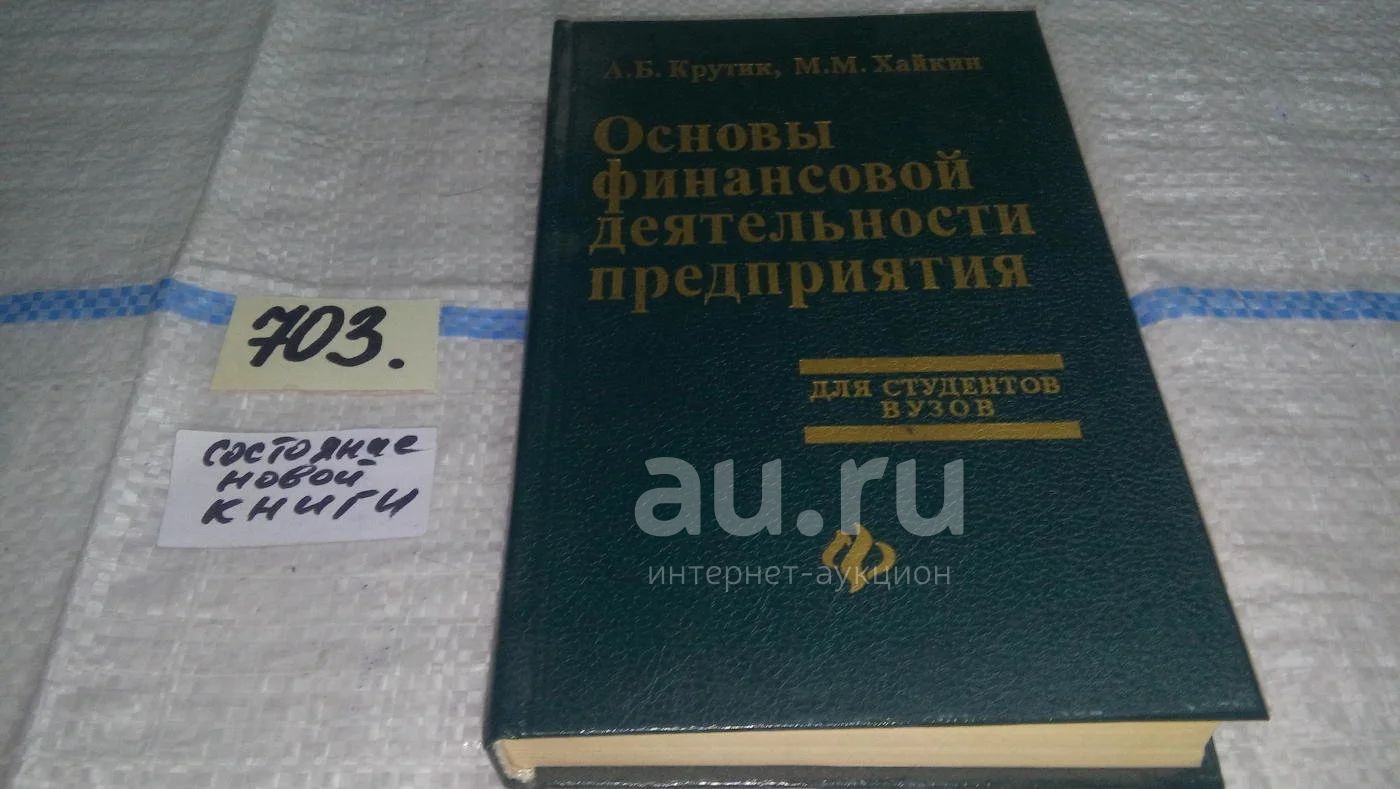 А.Б. Крутик, М.М. Хайкин
Основы
финансовой
деятельности
предприятия
ДЛЯ СТУДЕНТОВ
ВУЗОВ
703.
состояние
новой
книги
au.ru
интернет-аукцион